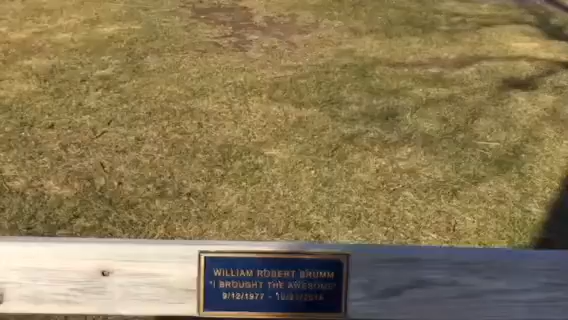 WILLIAM ROBERT BRUMM
"I BROUGHT THE AWESOME"
9/12/1977 -